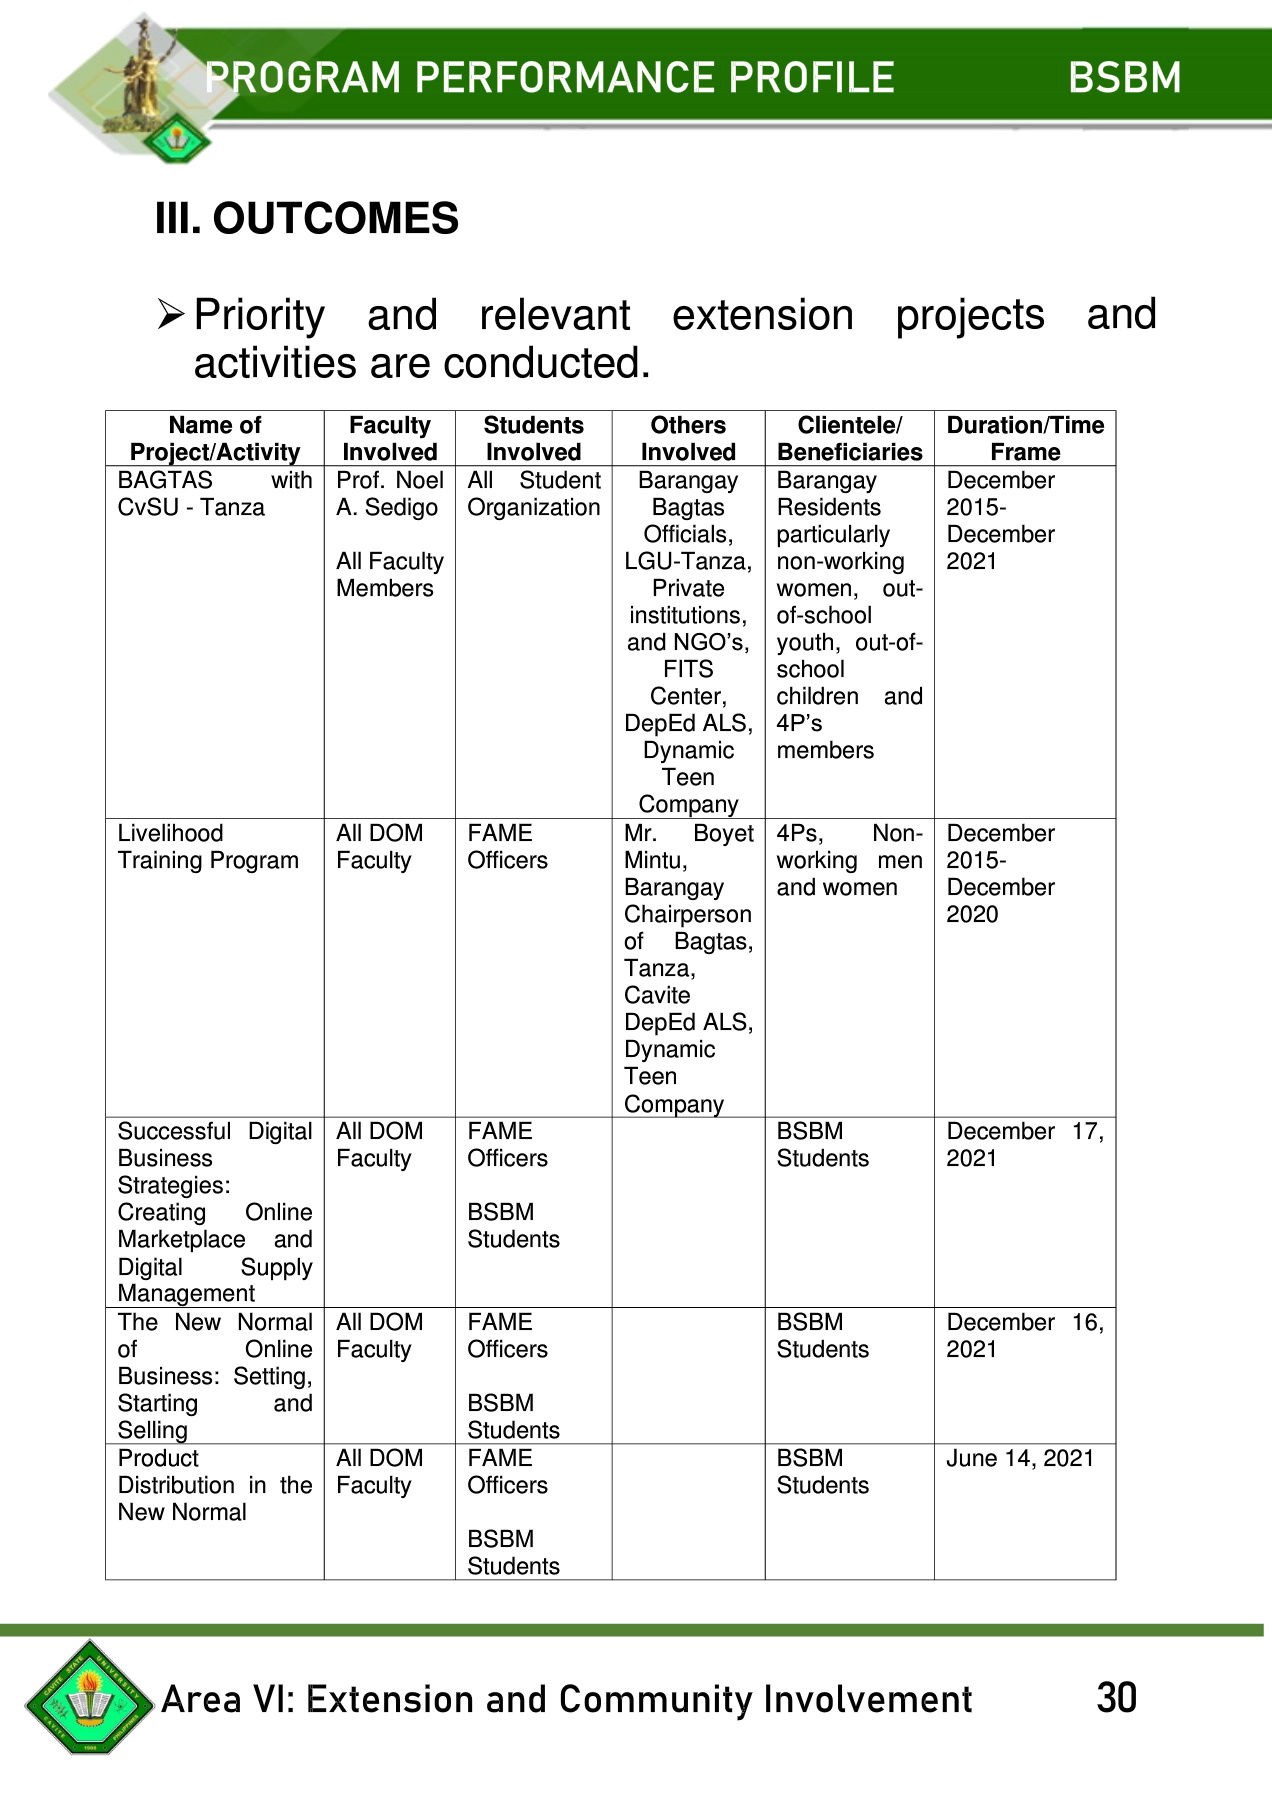 PROGRAM PERFORMANCE PROFILE BSBM
III. OUTCOMES
➢ Priority and relevant extension projects and
activities are conducted.
Name of
Project/Activity
Faculty
Involved
Students
Involved
Others
Involved
Clientele/
Beneficiaries
Duration/Time
Frame
BAGTAS with
CvSU - Tanza
Prof. Noel
A. Sedigo
All Faculty
Members
All Student
Organization
Barangay
Bagtas
Officials,
LGU-Tanza,
Private
institutions,
and NGO’s,
FITS
Center,
DepEd ALS,
Dynamic
Teen
Company
Barangay
Residents
particularly
non-working
women, out-
of-school
youth, out-of-
school
children and
4P’s
members
December
2015-
December
2021
Livelihood
Training Program
All DOM
Faculty
FAME
Officers
Mr. Boyet
Mintu,
Barangay
Chairperson
of Bagtas,
Tanza,
Cavite
DepEd ALS,
Dynamic
Teen
Company
4Ps, Non-
working men
and women
December
2015-
December
2020
Successful Digital
Business
Strategies:
Creating Online
Marketplace and
Digital Supply
Management
All DOM
Faculty
FAME
Officers
BSBM
Students
BSBM
Students
December 17,
2021
The New Normal
of Online
Business: Setting,
Starting and
Selling
All DOM
Faculty
FAME
Officers
BSBM
Students
BSBM
Students
December 16,
2021
Product
Distribution in the
New Normal
All DOM
Faculty
FAME
Officers
BSBM
Students
BSBM
Students
June 14, 2021
CAVITE STATE UNIVERSITY
CAVITE PHILIPPINES
1906
Area VI: Extension and Community Involvement 30